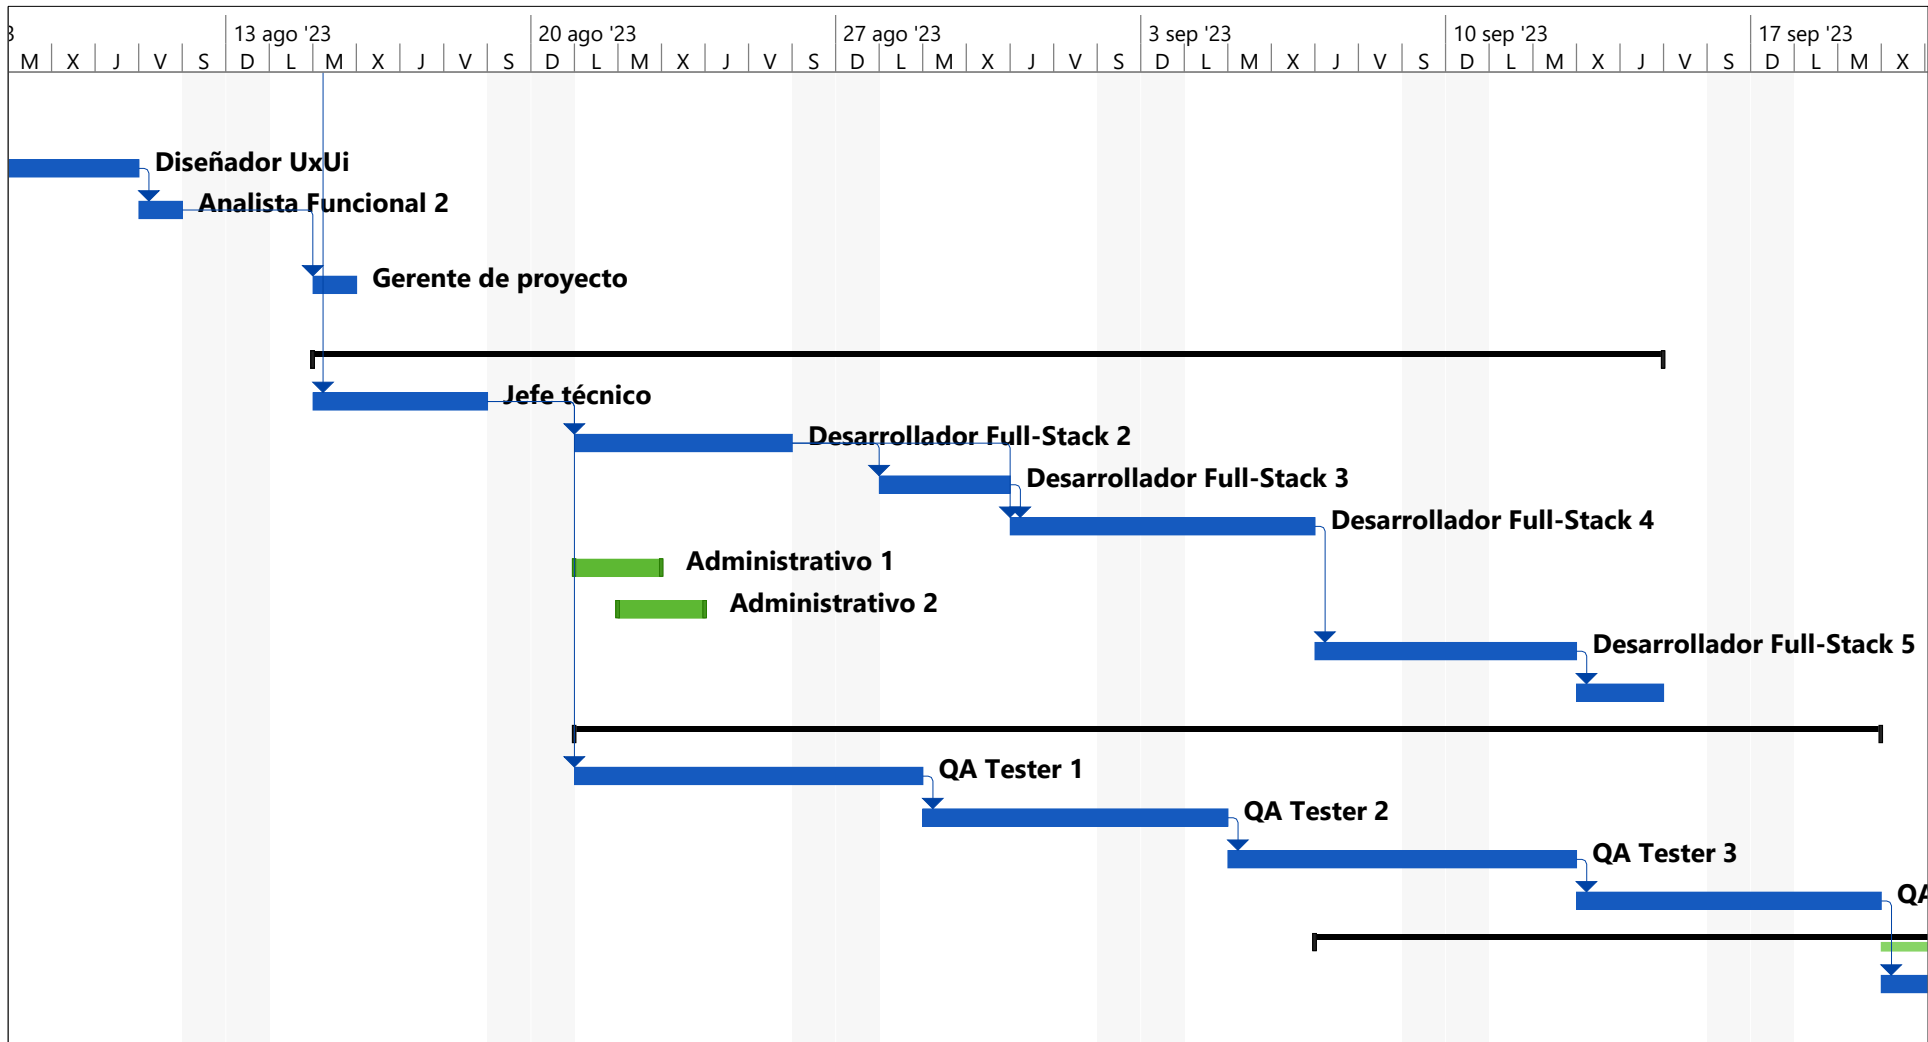 3 13 ago '23 20 ago '23 27 ago '23 3 sep '23 10 sep '23 17 sep '23
M X J V S D L M X J V S D L M X J V S D L M X J V S D L M X J V S D L M X J V S D L M X
Diseñador UxUi
Analista Funcional 2
Gerente de proyecto
Jefe técnico
Desarrollador Full-Stack 2
Desarrollador Full-Stack 3
Desarrollador Full-Stack 4
Administrativo 1
Administrativo 2
Desarrollador Full-Stack 5
QA Tester 1
QA Tester 2
QA Tester 3
QA